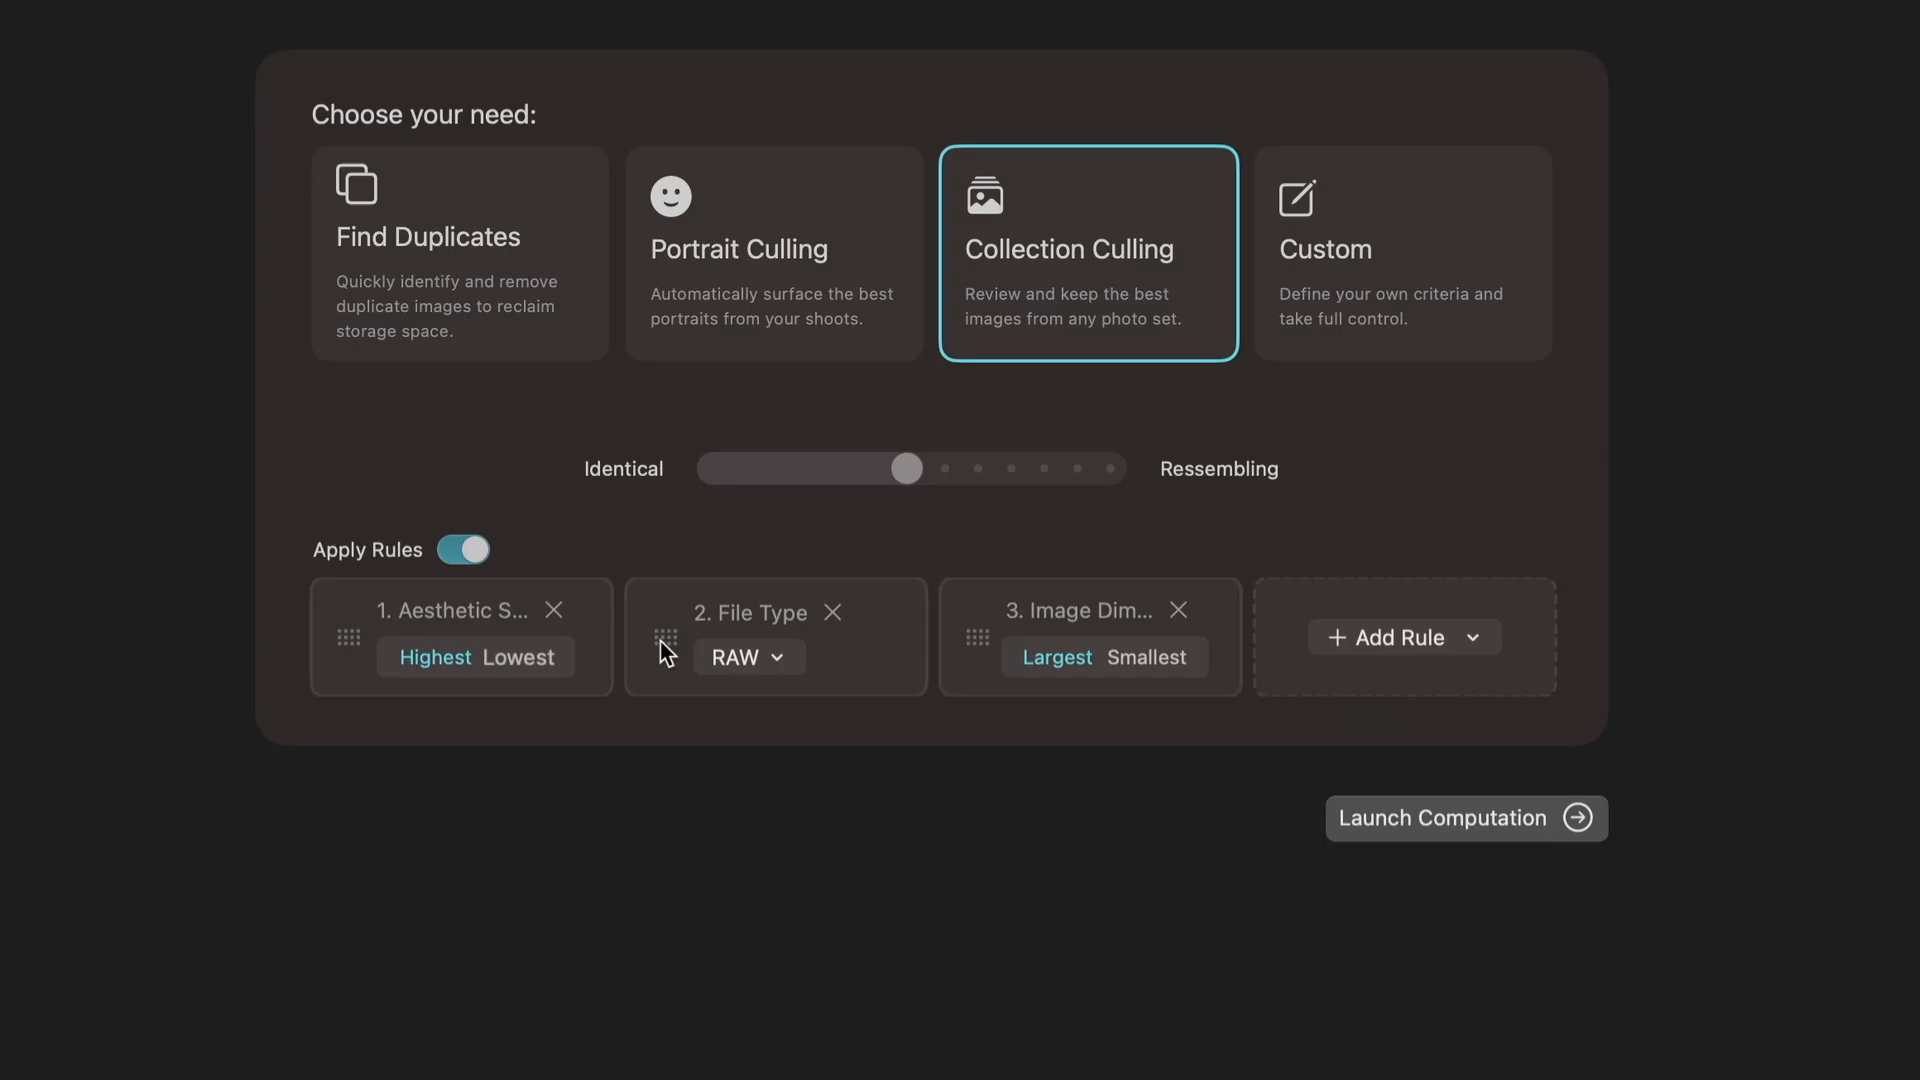 Choose your need:
Find Duplicates
Quickly identify and remove
duplicate images to reclaim
storage space.
Portrait Culling
Automatically surface the best
portraits from your shoots.
Collection Culling
Review and keep the best
images from any photo set.
Custom
Define your own criteria and
take full control.
Identical
Ressembling
Apply Rules
1. Aesthetic S...
Highest Lowest
2. File Type
RAW
3. Image Dim...
Largest Smallest
+ Add Rule
Launch Computation